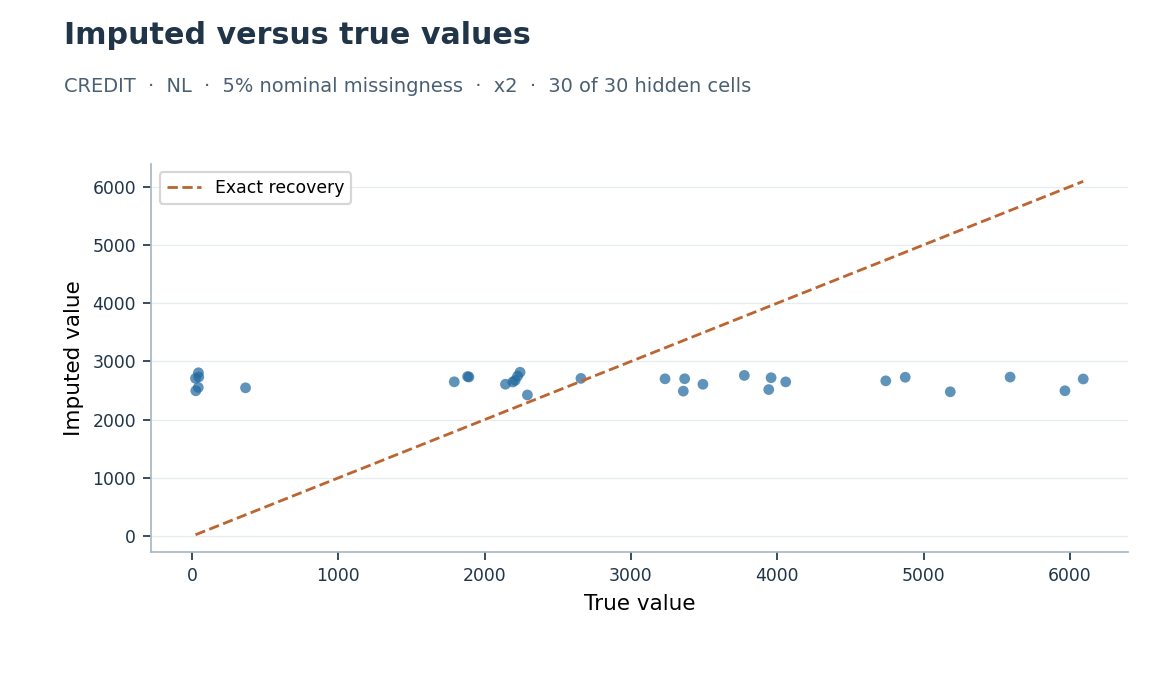 Imputed versus true values
CREDIT · NL · 5% nominal missingness · x2 · 30 of 30 hidden cells
Exact recovery
Imputed value
6000
5000
4000
3000
2000
1000
0
0 1000 2000 3000 4000 5000 6000
True value